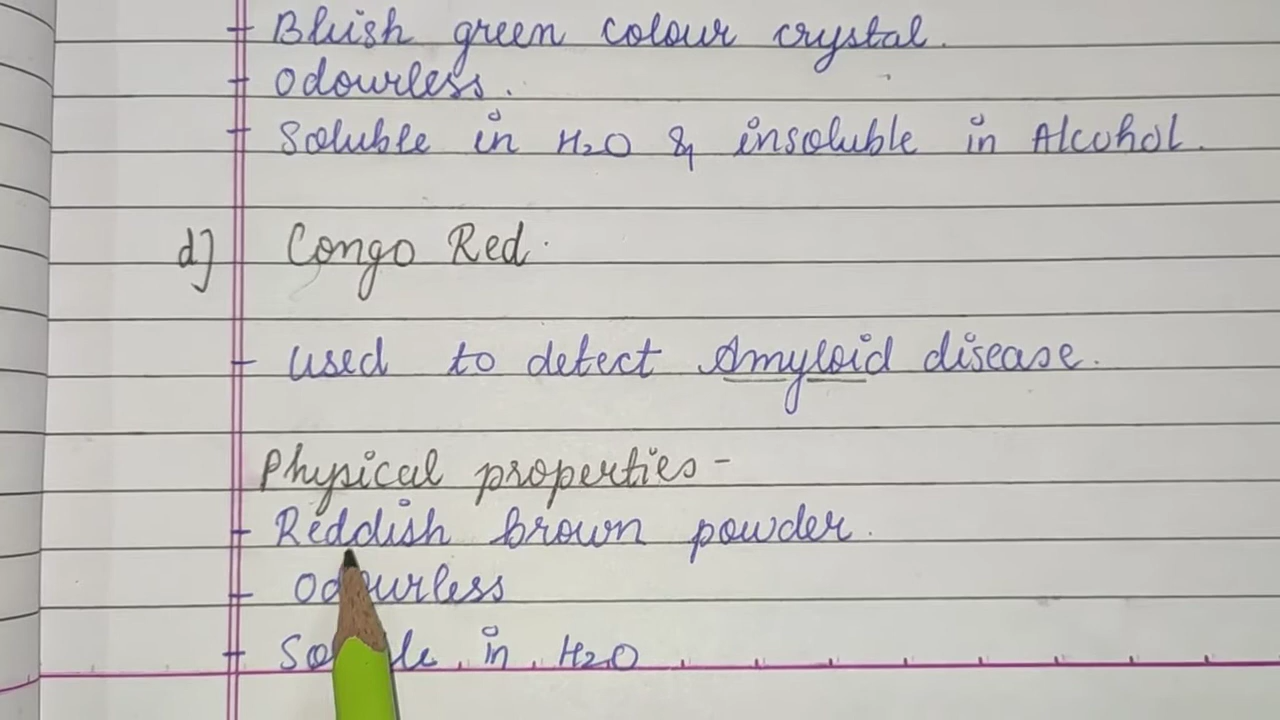 - Bluish green colour crystal.
- Odourless.
- Soluble in H2O & insoluble in Alcohol.
d] Congo Red.
- used to detect Amyloid disease.
Physical properties -
- Reddish brown powder.
- Odourless
- Soluble in H2O